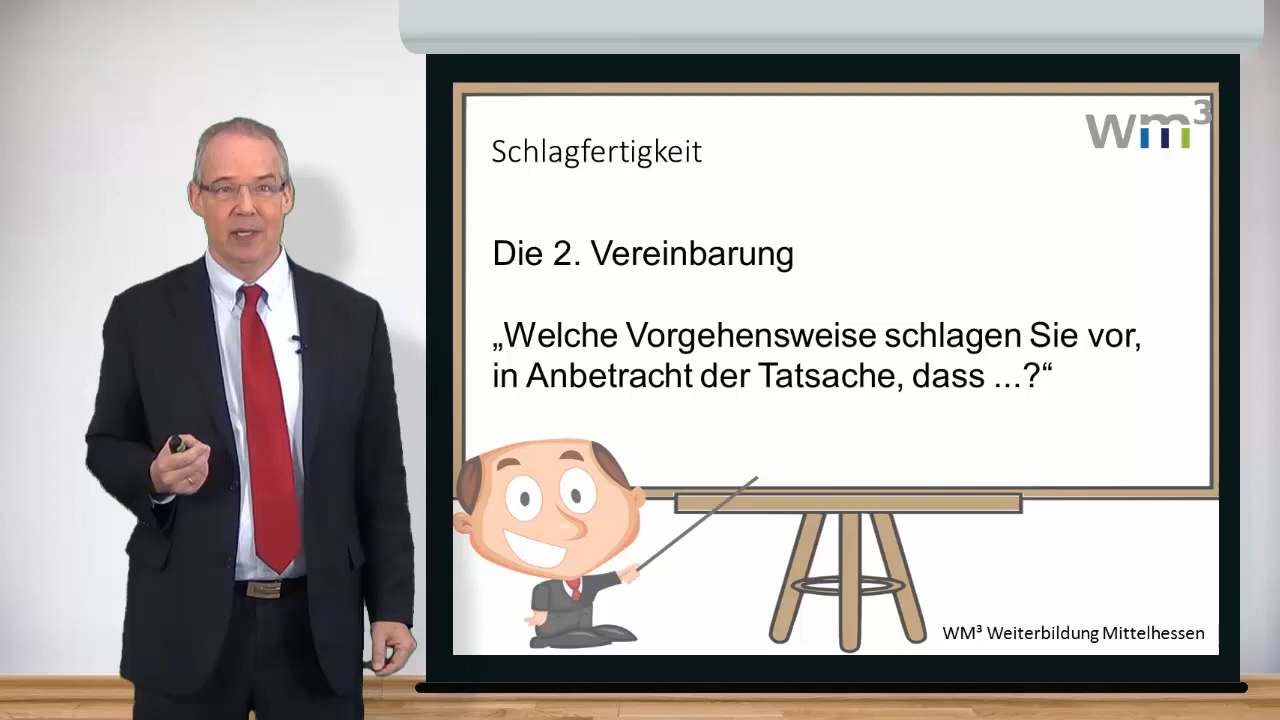 wm³
Schlagfertigkeit
Die 2. Vereinbarung
„Welche Vorgehensweise schlagen Sie vor,
in Anbetracht der Tatsache, dass ...?“
WM³ Weiterbildung Mittelhessen